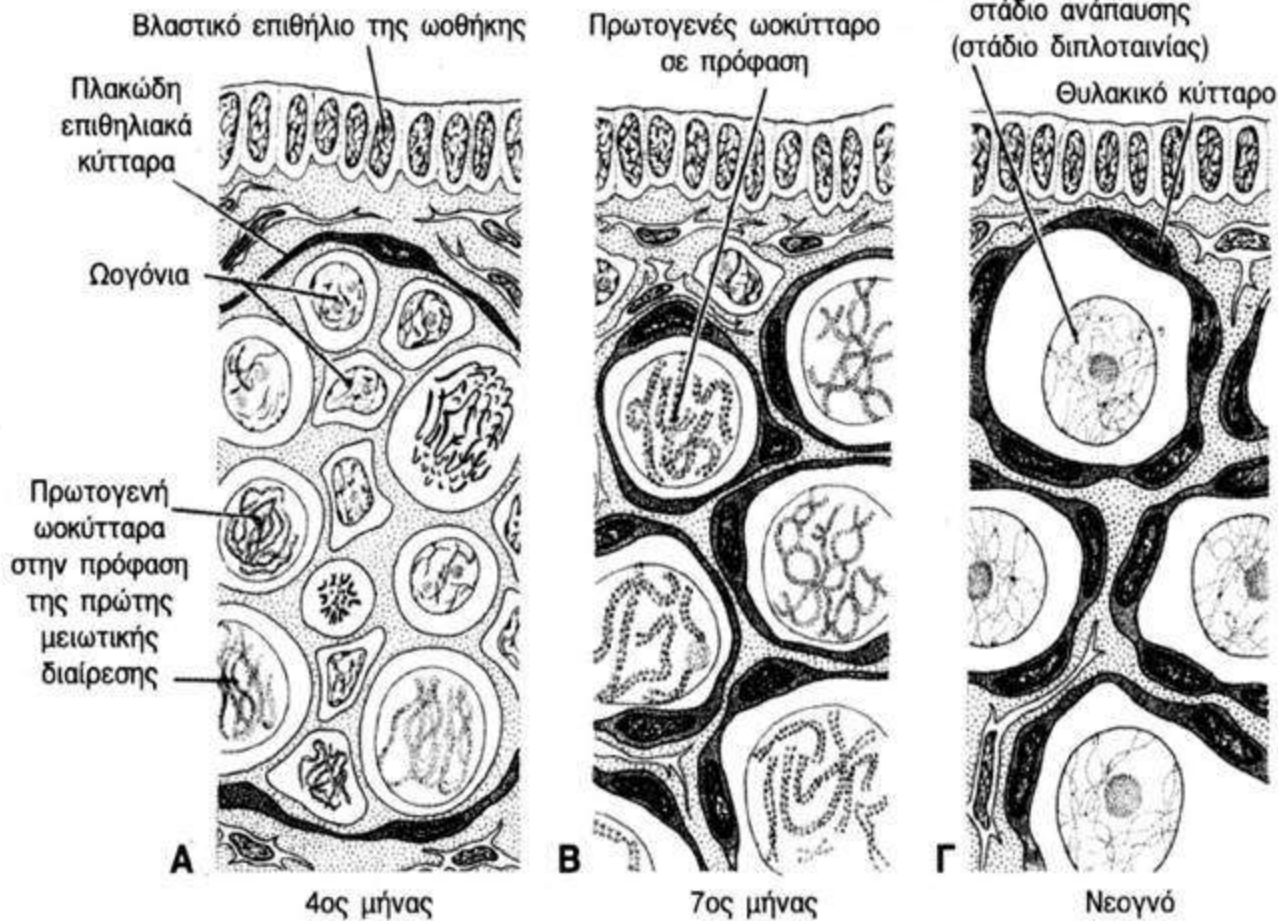 Βλαστικό επιθήλιο της ωοθήκης
Πλακώδη
επιθηλιακά
κύτταρα
Ωογόνια
Πρωτογενή
ωοκύτταρα
στην πρόφαση
της πρώτης
μειωτικής
διαίρεσης
A
4ος μήνας
Πρωτογενές ωοκύτταρο
σε πρόφαση
B
7ος μήνας
στάδιο ανάπαυσης
(στάδιο διπλοταινίας)
Θυλακικό κύτταρο
Γ
Νεογνό